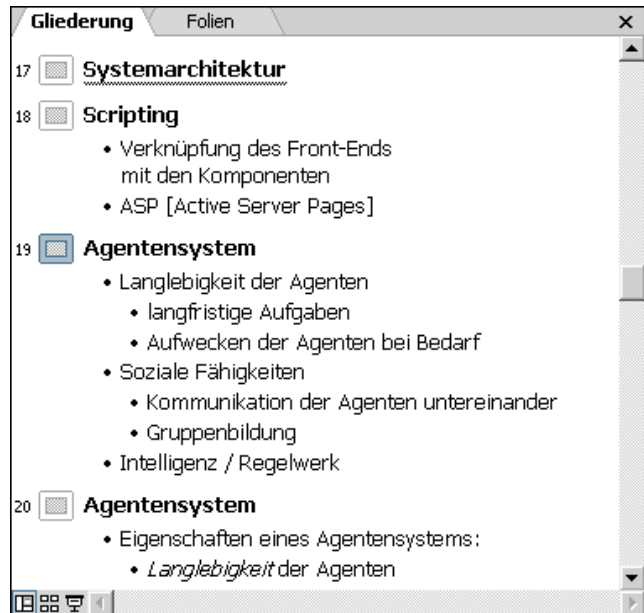 Gliederung Folien
17 Systemarchitektur
18 Scripting
• Verknüpfung des Front-Ends
mit den Komponenten
• ASP [Active Server Pages]
19 Agentensystem
• Langlebigkeit der Agenten
• langfristige Aufgaben
• Aufwecken der Agenten bei Bedarf
• Soziale Fähigkeiten
• Kommunikation der Agenten untereinander
• Gruppenbildung
• Intelligenz / Regelwerk
20 Agentensystem
• Eigenschaften eines Agentensystems:
• Langlebigkeit der Agenten